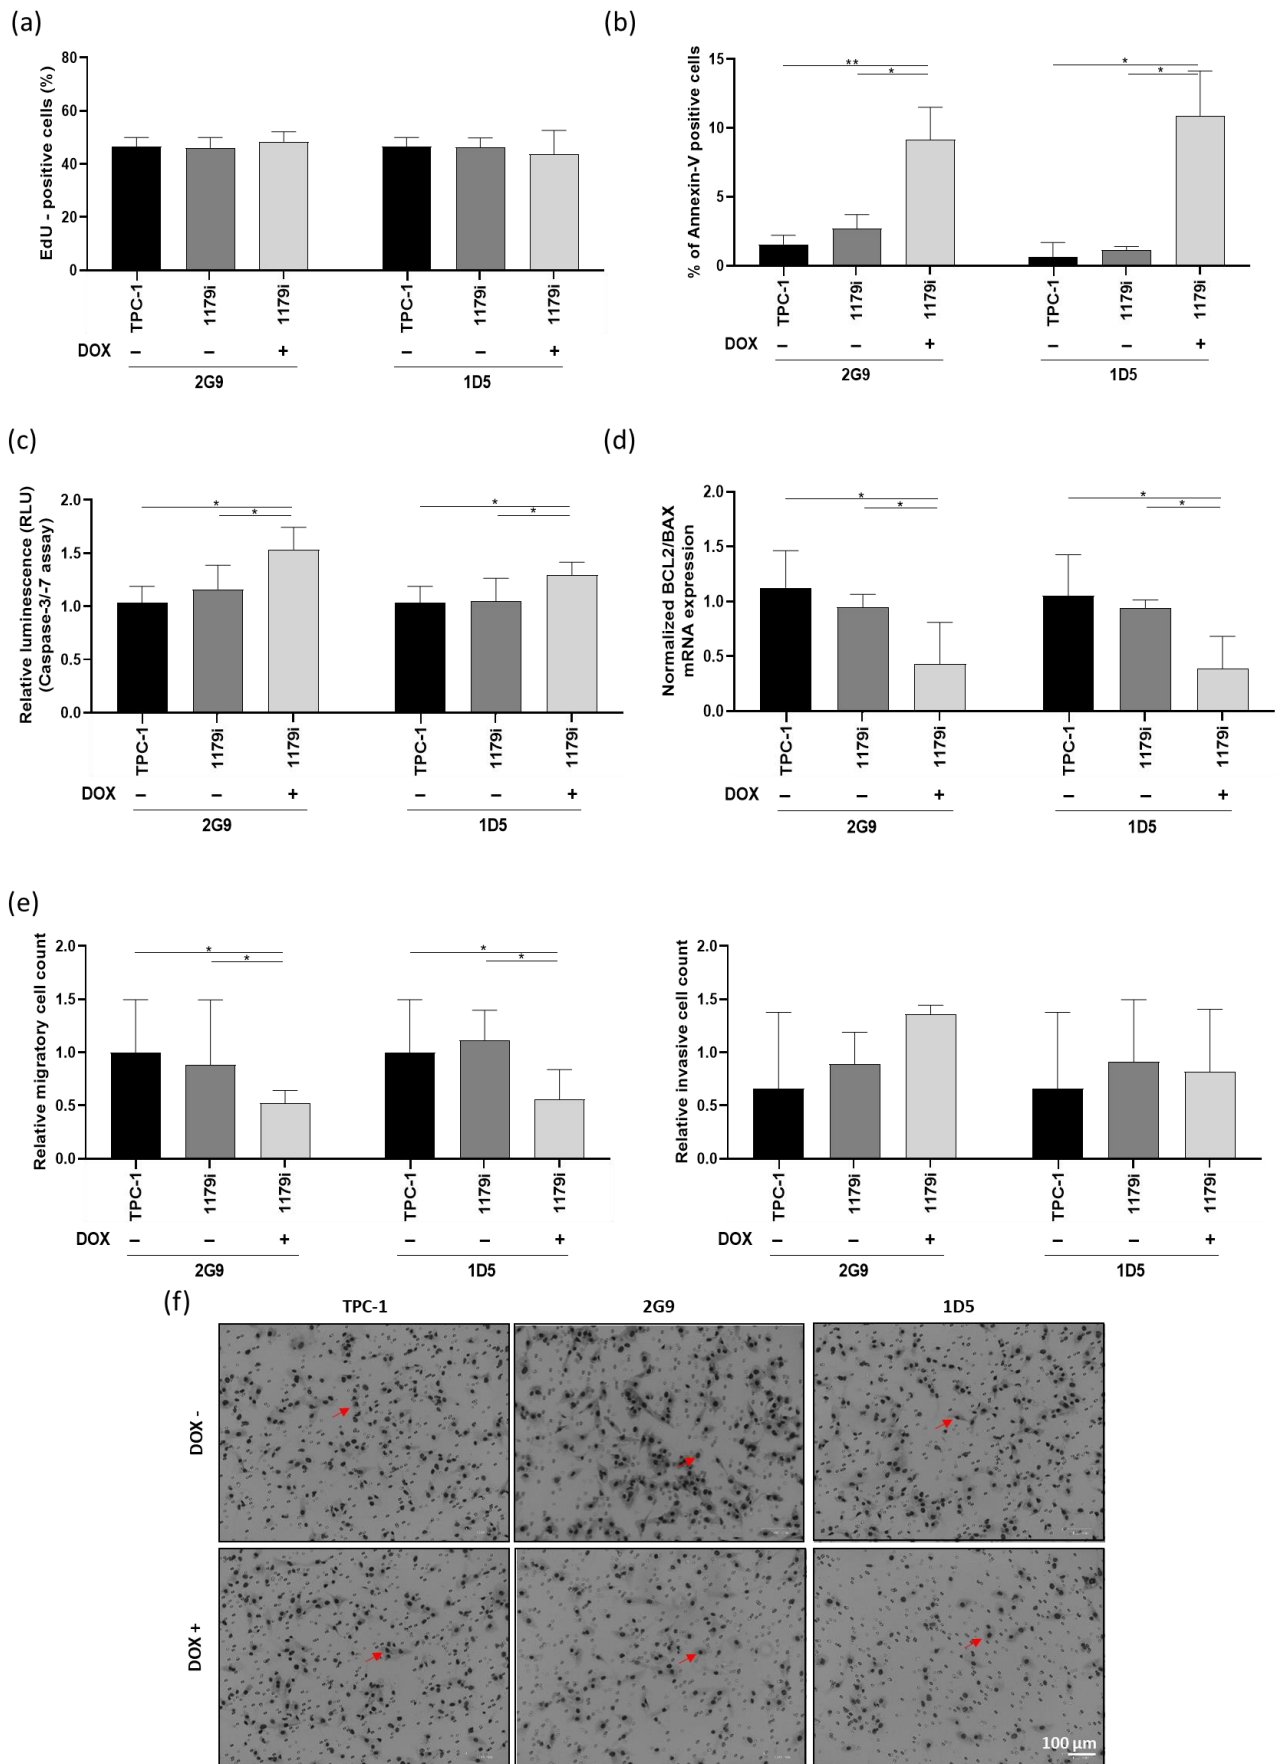 (a)
EdU - positive cells (%)
80
60
40
20
0
TPC-1
1179i
1179i
TPC-1
1179i
1179i
DOX – – + – – +
2G9 1D5
(b)
% of Annexin-V positive cells
15
10
5
0
** * * *
TPC-1
1179i
1179i
TPC-1
1179i
1179i
DOX – – + – – +
2G9 1D5
(c)
Relative luminescence (RLU)
(Caspase-3/-7 assay)
2.0
1.5
1.0
0.5
0.0
* * * *
TPC-1
1179i
1179i
TPC-1
1179i
1179i
DOX – – + – – +
2G9 1D5
(d)
Normalized BCL2/BAX
mRNA expression
2.0
1.5
1.0
0.5
0.0
* * * *
TPC-1
1179i
1179i
TPC-1
1179i
1179i
DOX – – + – – +
2G9 1D5
(e)
Relative migratory cell count
2.0
1.5
1.0
0.5
0.0
* * * *
TPC-1
1179i
1179i
TPC-1
1179i
1179i
DOX – – + – – +
2G9 1D5
Relative invasive cell count
2.0
1.5
1.0
0.5
0.0
TPC-1
1179i
1179i
TPC-1
1179i
1179i
DOX – – + – – +
2G9 1D5
(f)
TPC-1 2G9 1D5
DOX -
DOX +
100 µm